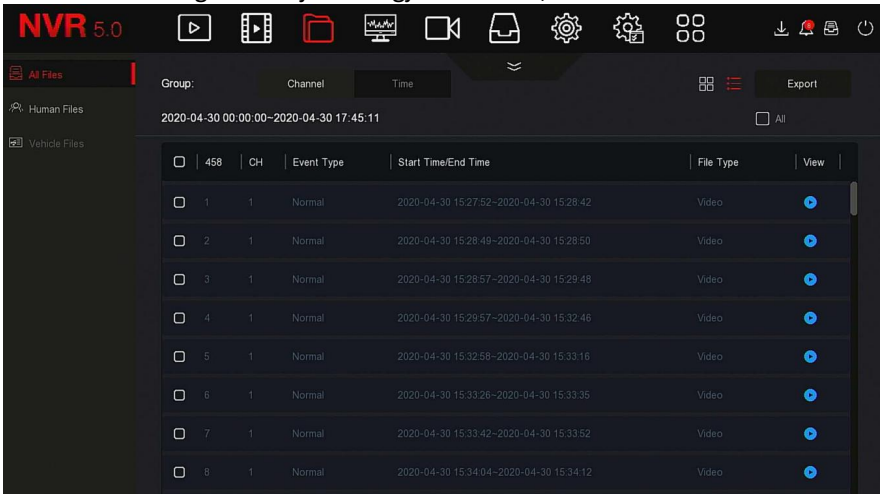 NVR 5.0
All Files
Human Files
Vehicle Files
Group: Channel Time Export
2020-04-30 00:00:00~2020-04-30 17:45:11 All
458 CH Event Type Start Time/End Time File Type View
1 1 Normal 2020-04-30 15:27:52~2020-04-30 15:28:42 Video
2 1 Normal 2020-04-30 15:28:49~2020-04-30 15:28:50 Video
3 1 Normal 2020-04-30 15:28:57~2020-04-30 15:29:48 Video
4 1 Normal 2020-04-30 15:29:57~2020-04-30 15:32:46 Video
5 1 Normal 2020-04-30 15:32:58~2020-04-30 15:33:16 Video
6 1 Normal 2020-04-30 15:33:26~2020-04-30 15:33:35 Video
7 1 Normal 2020-04-30 15:33:42~2020-04-30 15:33:52 Video
8 1 Normal 2020-04-30 15:34:04~2020-04-30 15:34:12 Video